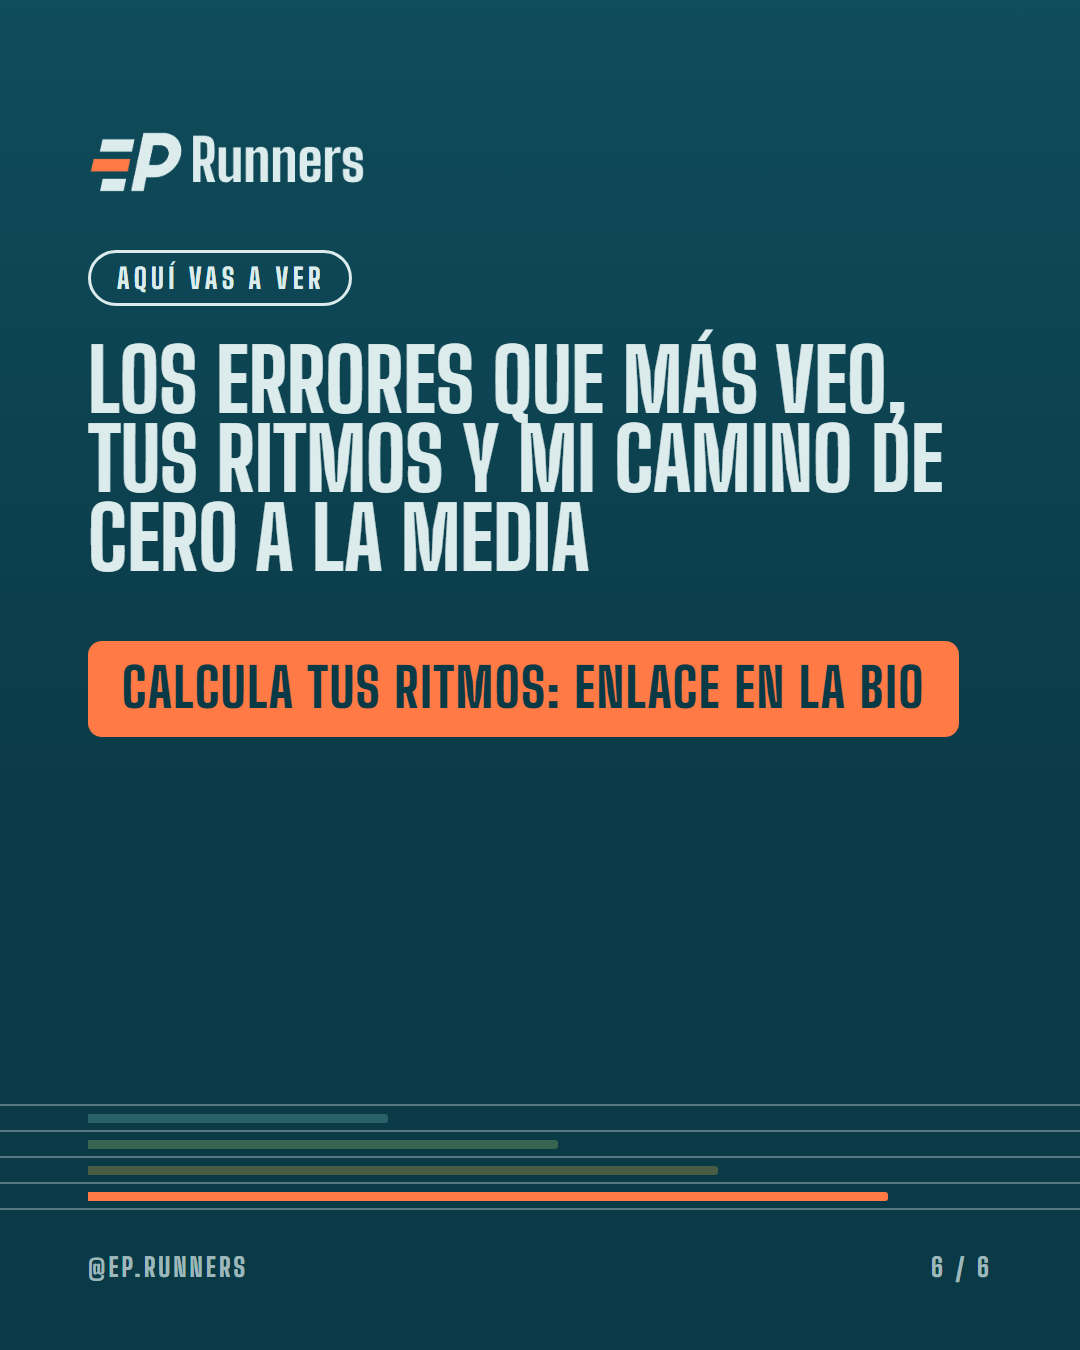 EP Runners
AQUÍ VAS A VER
LOS ERRORES QUE MÁS VEO,
TUS RITMOS Y MI CAMINO DE
CERO A LA MEDIA
CALCULA TUS RITMOS: ENLACE EN LA BIO
@EP.RUNNERS
6 / 6